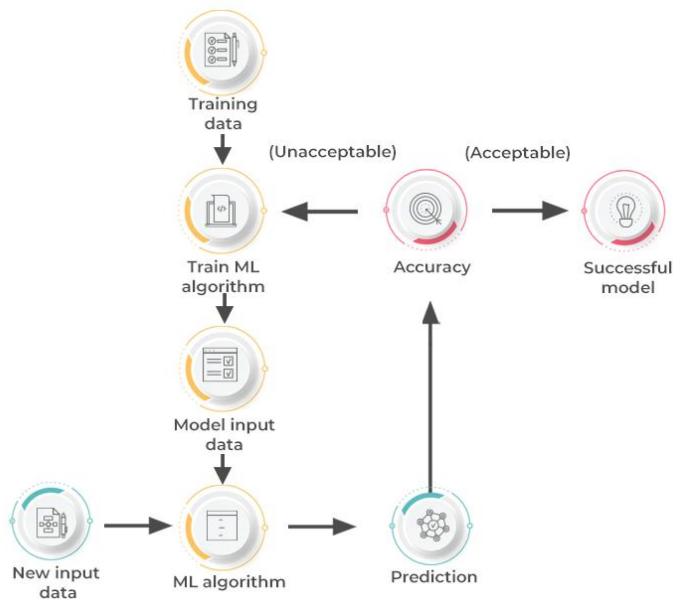 Training
data
(Unacceptable)
(Acceptable)
Train ML
algorithm
Accuracy
Successful
model
Model input
data
New input
data
ML algorithm
Prediction